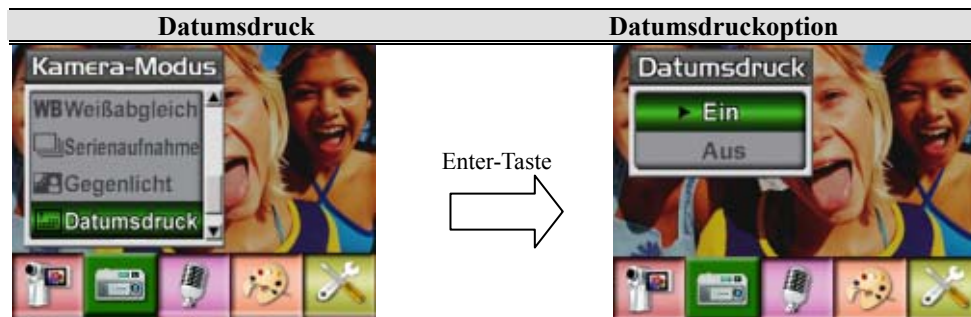 Datumsdruck Datumsdruckoption
Kamera-Modus
WB Weißabgleich
Serienaufnahme
Gegenlicht
Datumsdruck
Enter-Taste
Datumsdruck
Ein
Aus